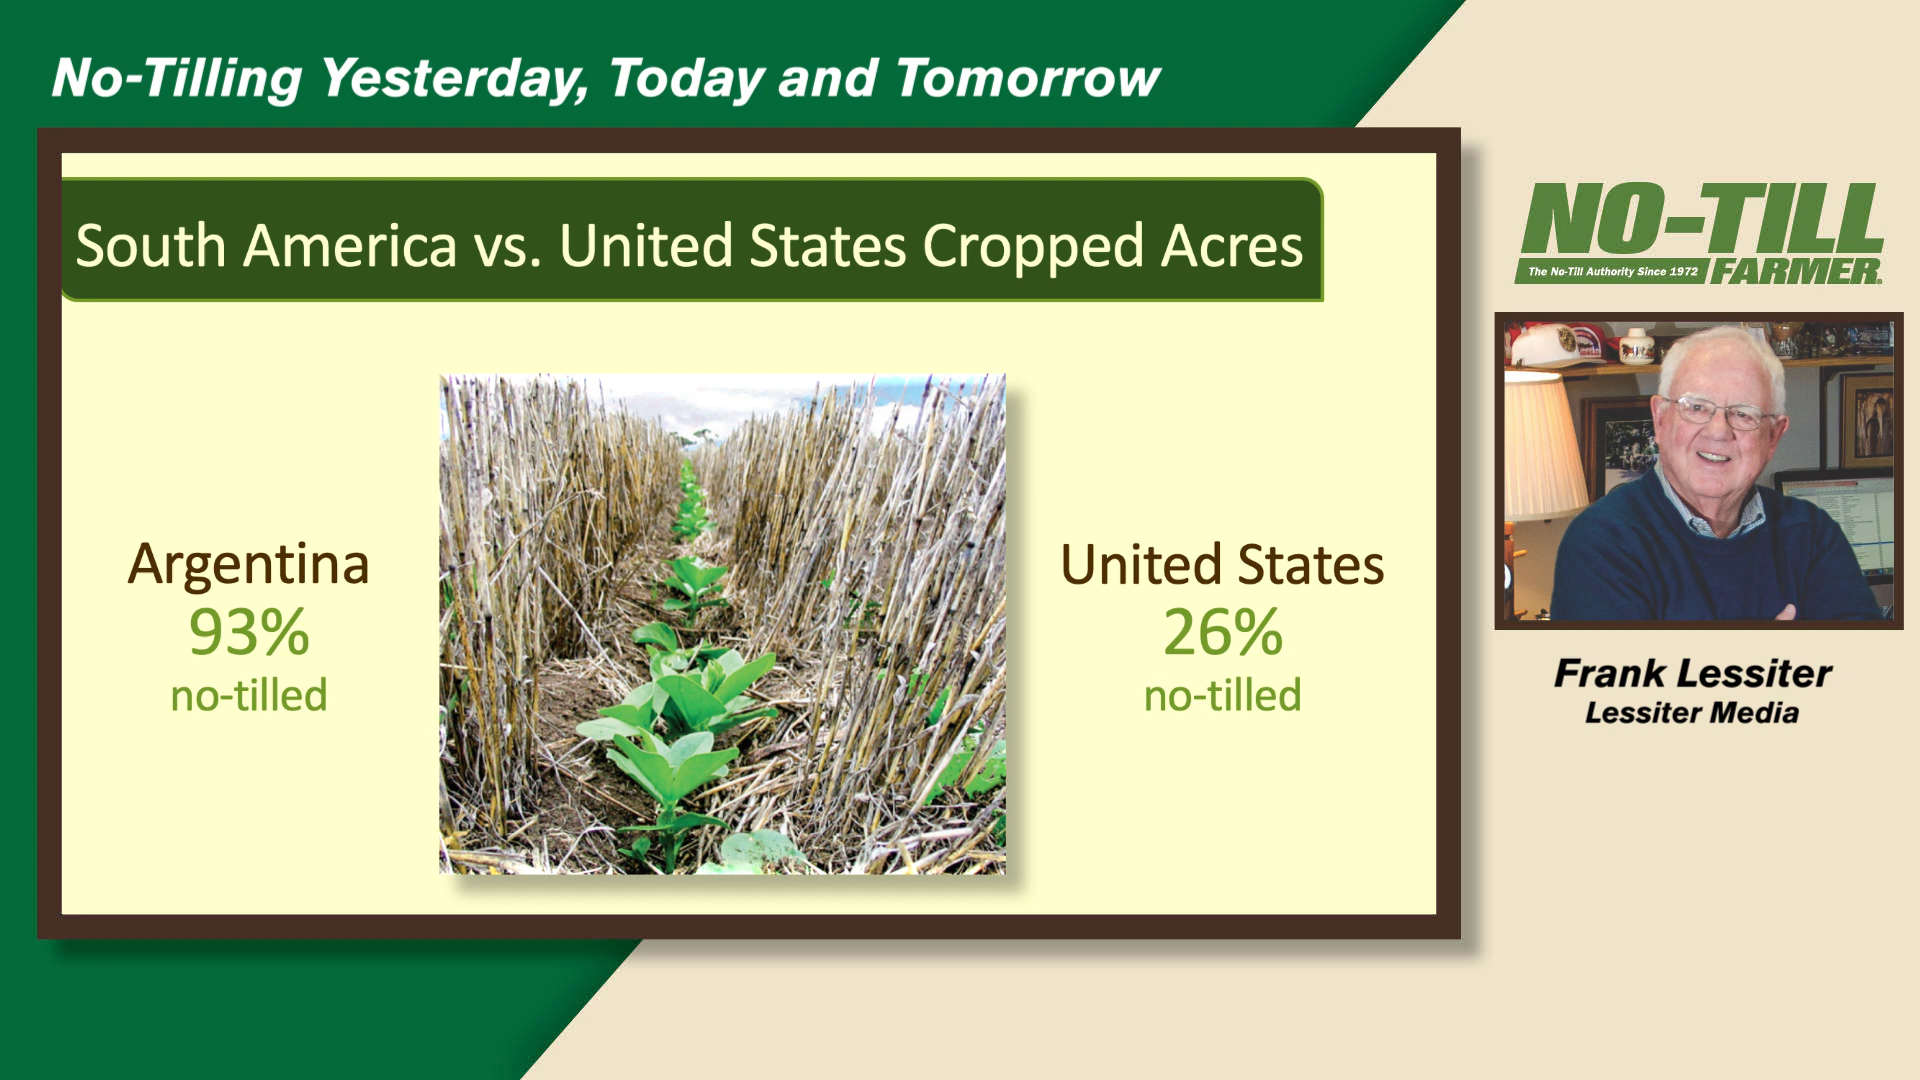 No-Tilling Yesterday, Today and Tomorrow
South America vs. United States Cropped Acres
Argentina
93%
no-tilled
United States
26%
no-tilled
NO-TILL
The No-Till Authority Since 1972
FARMER
Frank Lessiter
Lessiter Media